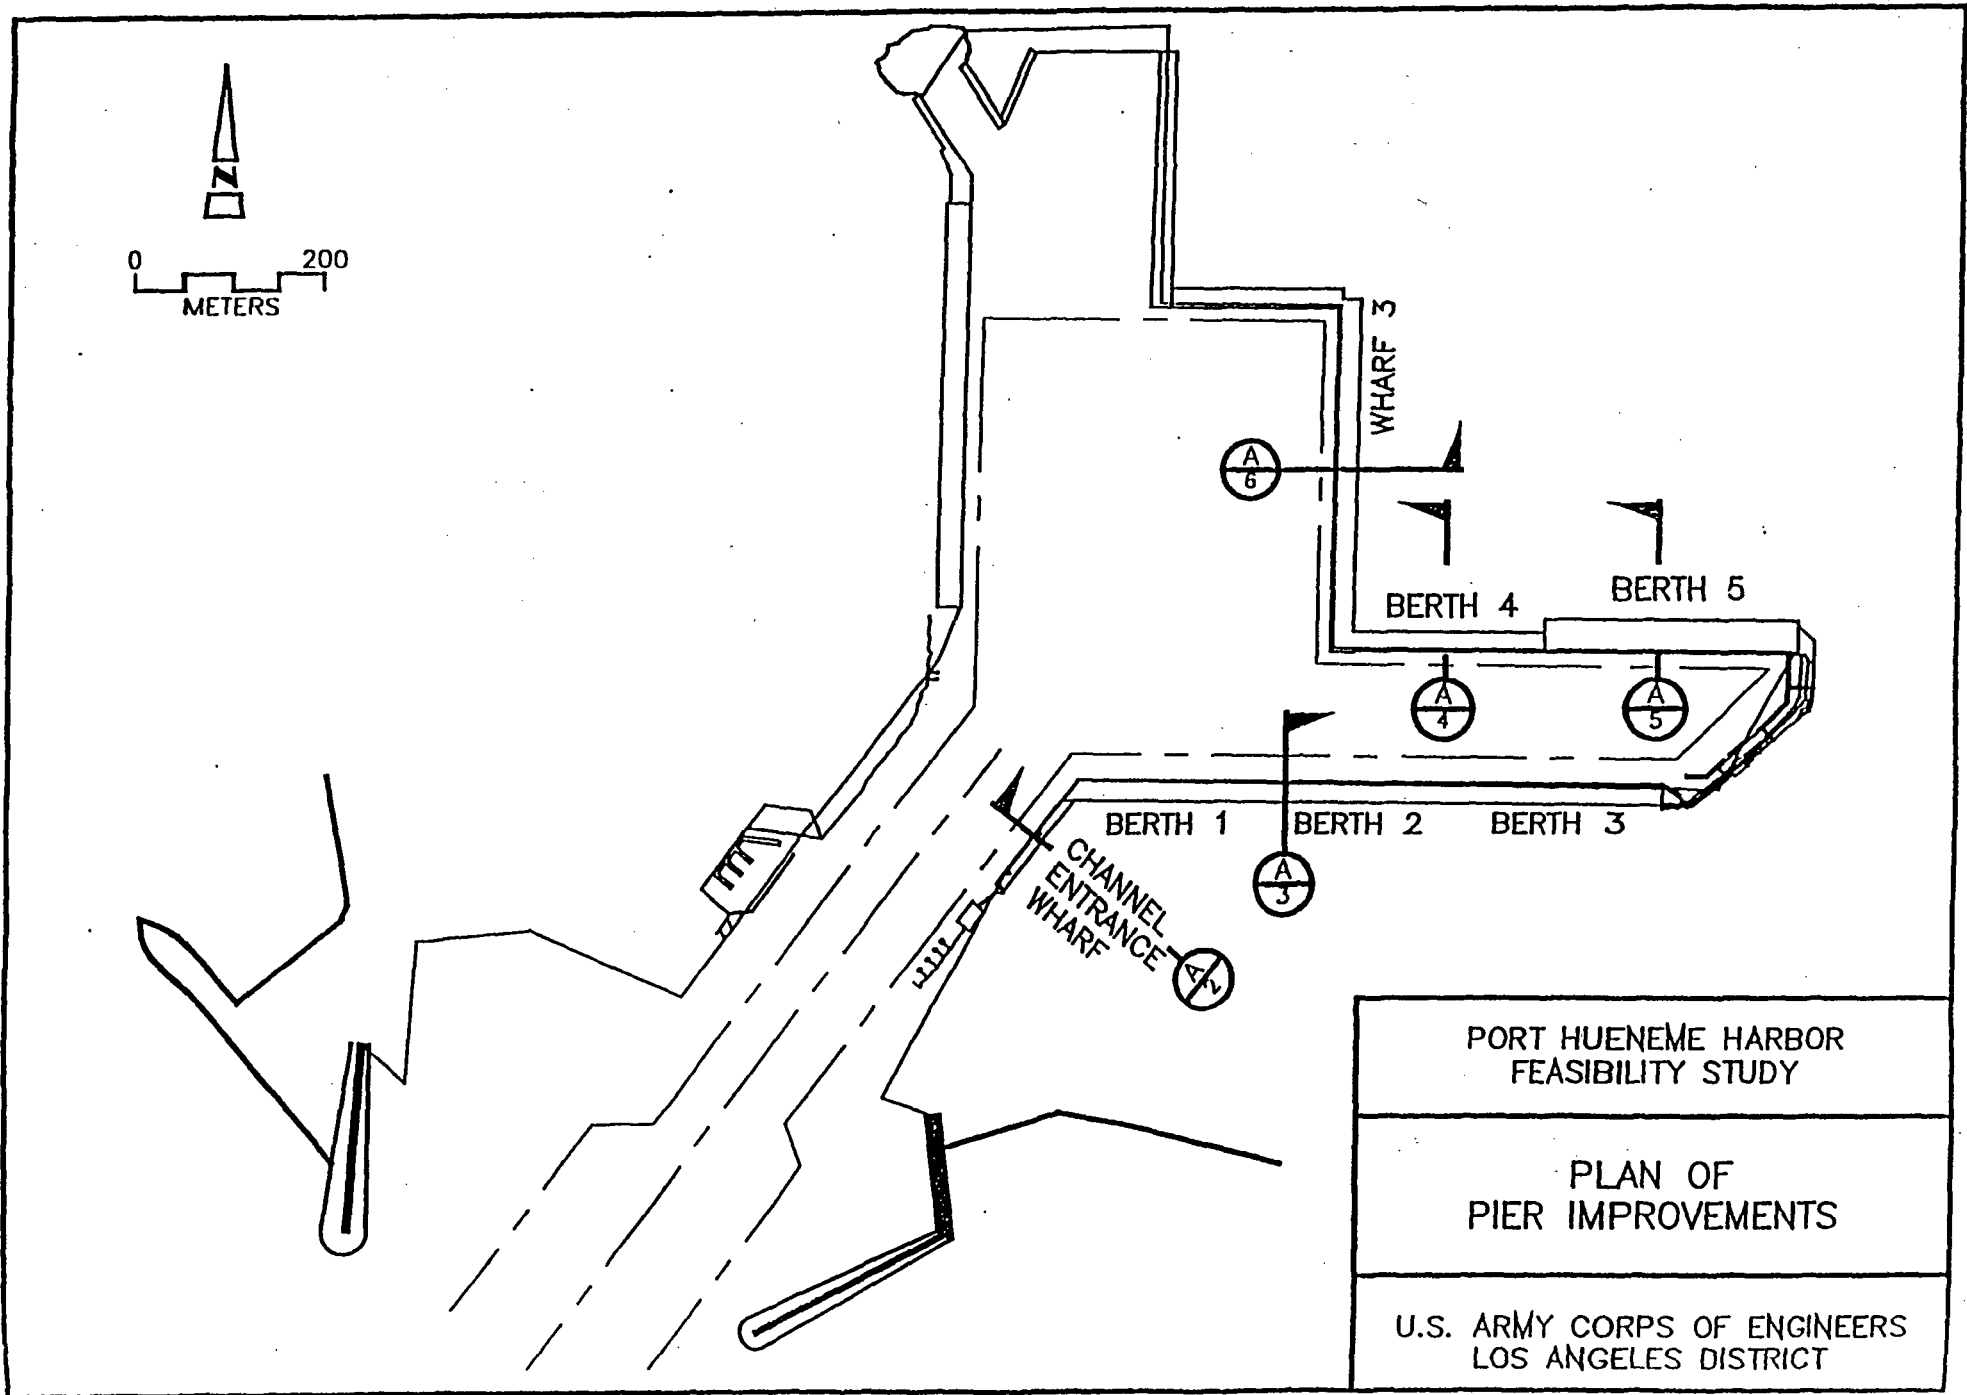 N
0 200
METERS
WHARF 3
A
6
BERTH 4
BERTH 5
A
4
A
5
BERTH 1
BERTH 2
BERTH 3
A
3
CHANNEL
ENTRANCE
WHARF
A
2
PORT HUENEME HARBOR
FEASIBILITY STUDY
PLAN OF
PIER IMPROVEMENTS
U.S. ARMY CORPS OF ENGINEERS
LOS ANGELES DISTRICT